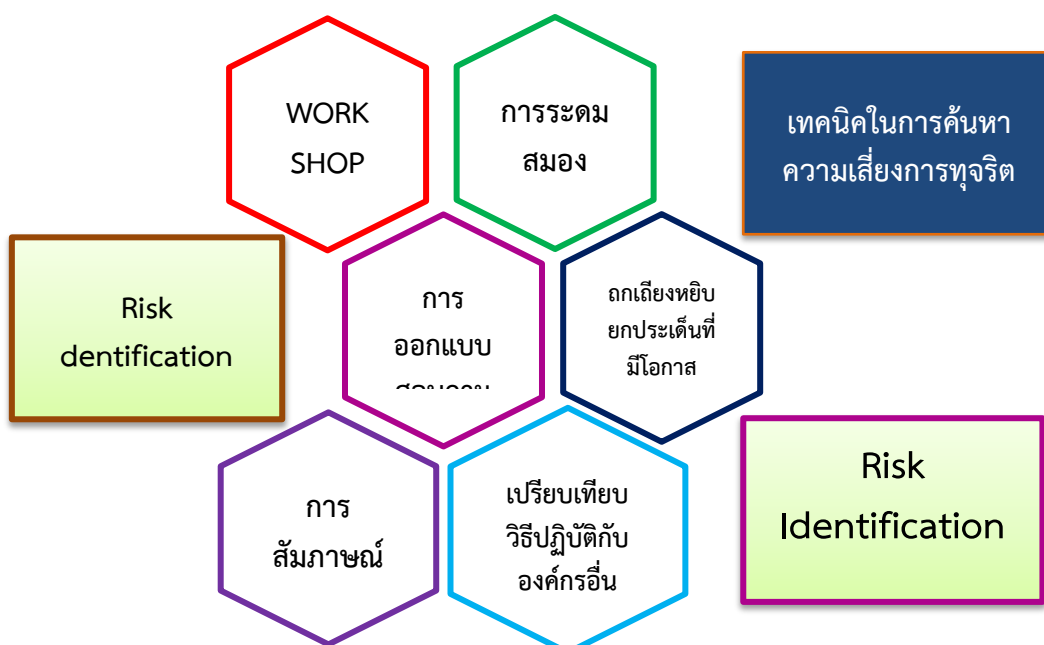 WORK
SHOP
การระดม
สมอง
เทคนิคในการค้นหา
ความเสี่ยงการทุจริต
Risk
dentification
การ
ออกแบบ
ถกเถียงหยิบ
ยกประเด็นที่
มีโอกาส
การ
สัมภาษณ์
เปรียบเทียบ
วิธีปฏิบัติกับ
องค์กรอื่น
Risk
Identification